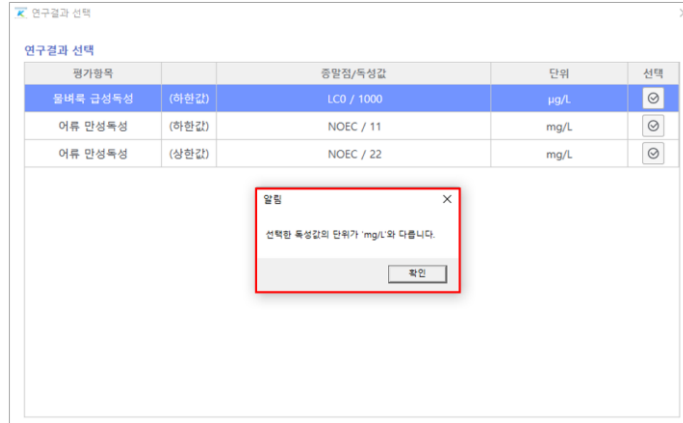 연구결과 선택
연구결과 선택
평가항목 종말점/독성값 단위 선택
물벼룩 급성독성 (하한값) LC0 / 1000 μg/L
어류 만성독성 (하한값) NOEC / 11 mg/L
어류 만성독성 (상한값) NOEC / 22 mg/L
알림
선택한 독성값의 단위가 'mg/L'와 다릅니다.
확인